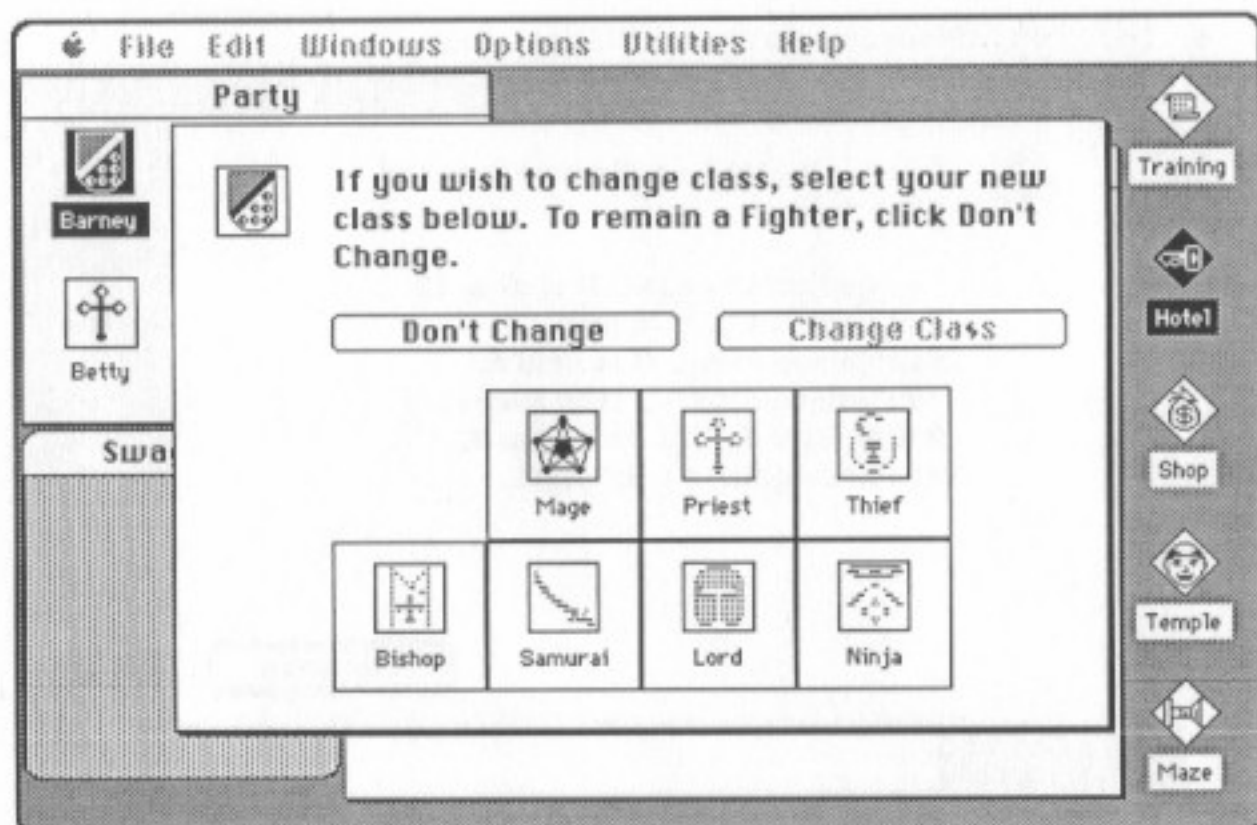 File Edit Windows Options Utilities Help
Party
Barney
Betty
If you wish to change class, select your new
class below. To remain a Fighter, click Don't
Change.
Don't Change Change Class
Mage Priest Thief
Bishop Samurai Lord Ninja
Training
Hotel
Shop
Temple
Maze